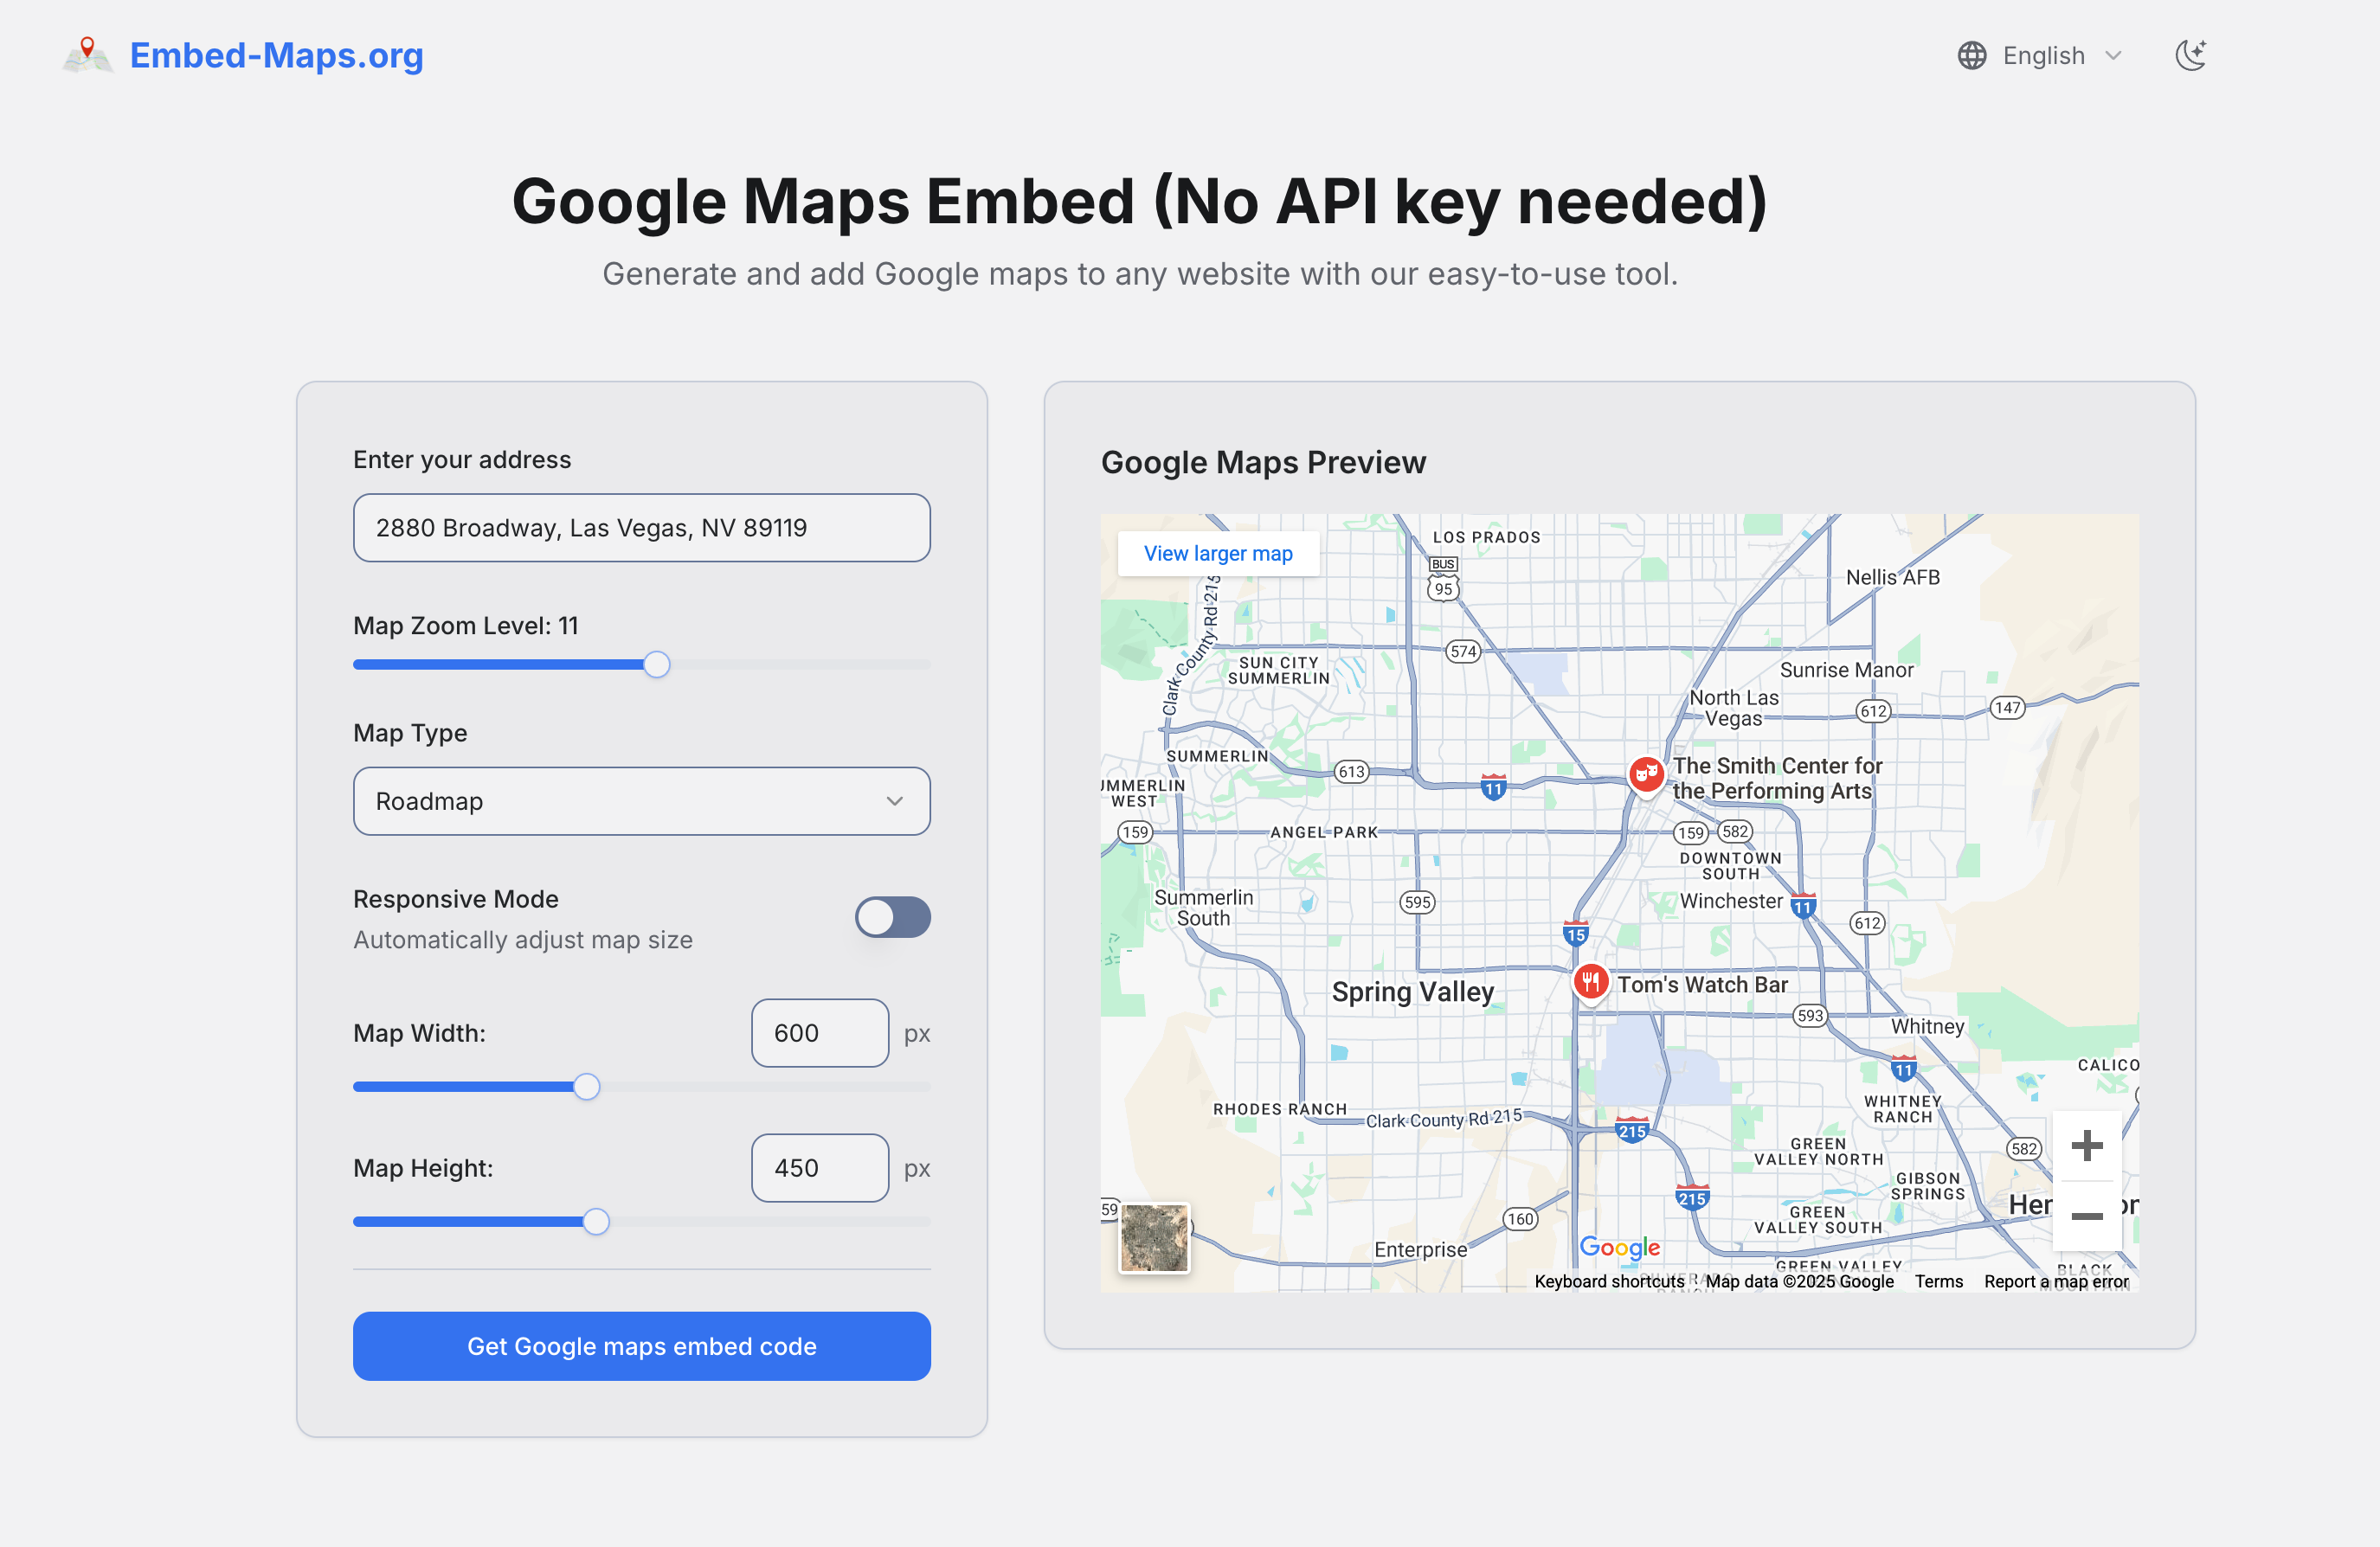 Embed-Maps.org
English
Google Maps Embed (No API key needed)
Generate and add Google maps to any website with our easy-to-use tool.
Enter your address
2880 Broadway, Las Vegas, NV 89119
Map Zoom Level: 11
Map Type
Roadmap
Responsive Mode
Automatically adjust map size
Map Width:
600
px
Map Height:
450
px
Get Google maps embed code
Google Maps Preview
View larger map
LOS PRADOS
BUS
95
Nellis AFB
Clark County Rd 215
574
SUN CITY
SUMMERLIN
Sunrise Manor
North Las
Vegas
612
147
SUMMERLIN
613
11
The Smith Center for
the Performing Arts
UMMERLIN
WEST
159
ANGEL PARK
159
582
DOWNTOWN
SOUTH
Summerlin
South
595
Winchester
11
612
15
Spring Valley
Tom's Watch Bar
593
Whitney
11
CALICO
RHODES RANCH
Clark County Rd 215
215
WHITNEY
RANCH
GREEN
VALLEY NORTH
582
215
GIBSON
SPRINGS
59
160
GREEN
VALLEY SOUTH
Enterprise
Google
GREEN VALLEY
BLACK
MOUNTAIN
Keyboard shortcuts
Map data ©2025 Google
Terms
Report a map error